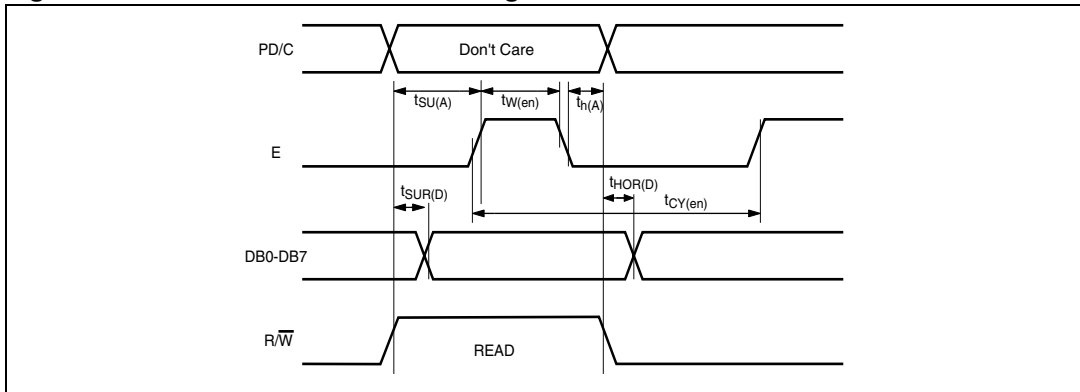 PD/C
Don't Care
tSU(A)
tW(en)
th(A)
E
tSUR(D)
tHOR(D)
tCY(en)
DB0-DB7
R/W̅
READ